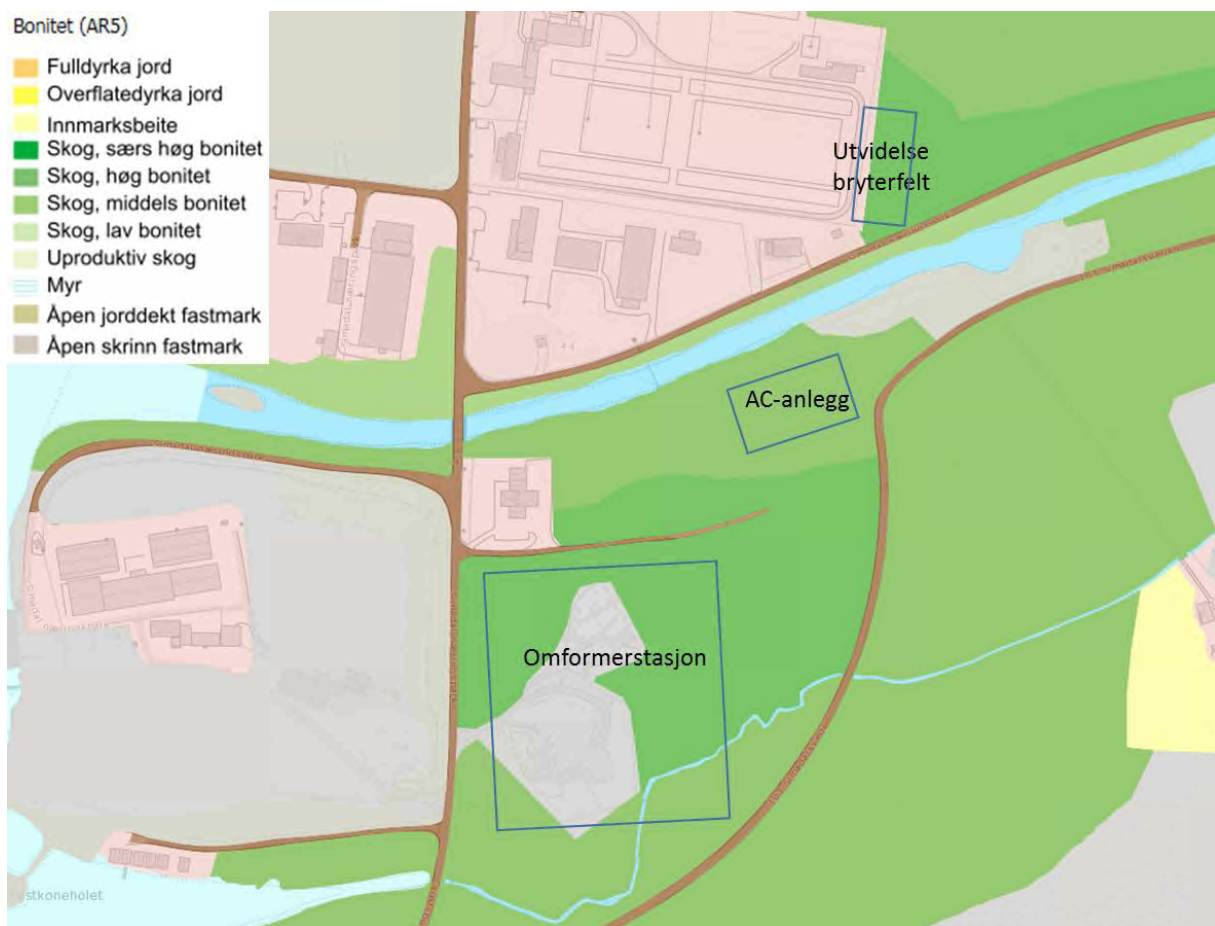 Bonitet (AR5)
Fulldyrka jord
Overflatedyrka jord
Innmarksbeite
Skog, særs høg bonitet
Skog, høg bonitet
Skog, middels bonitet
Skog, lav bonitet
Uproduktiv skog
Myr
Åpen jorddekt fastmark
Åpen skrinn fastmark
Utvidelse
bryterfelt
AC-anlegg
Omformerstasjon
stkoneholet